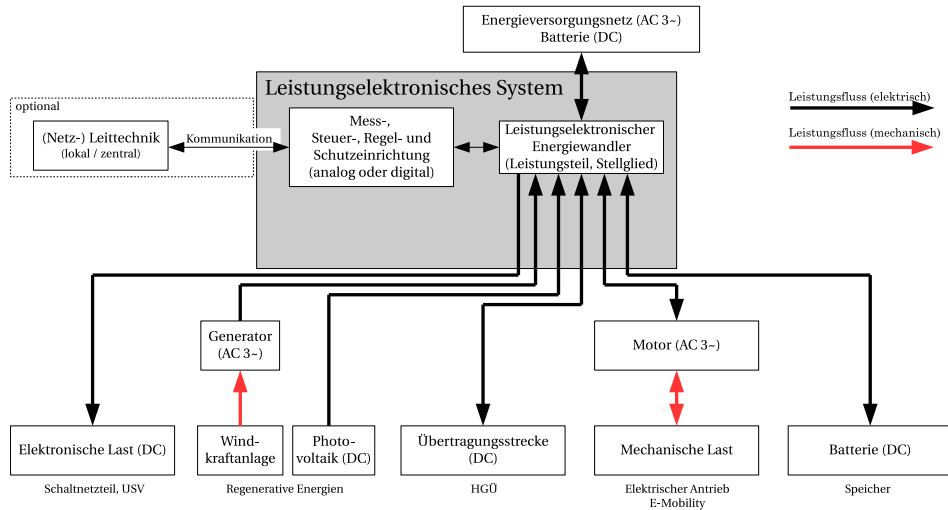 Energieversorgungsnetz (AC 3~)
Batterie (DC)
Leistungselektronisches System
optional
(Netz-) Leittechnik
(lokal / zentral)
Kommunikation
Mess-,
Steuer-, Regel- und
Schutzeinrichtung
(analog oder digital)
Leistungselektronischer
Energiewandler
(Leistungsteil, Stellglied)
Leistungsfluss (elektrisch)
Leistungsfluss (mechanisch)
Generator
(AC 3~)
Motor (AC 3~)
Elektronische Last (DC)
Wind-
kraftanlage
Photo-
voltaik (DC)
Übertragungsstrecke
(DC)
Mechanische Last
Batterie (DC)
Schaltnetzteil, USV
Regenerative Energien
HGÜ
Elektrischer Antrieb
E-Mobility
Speicher